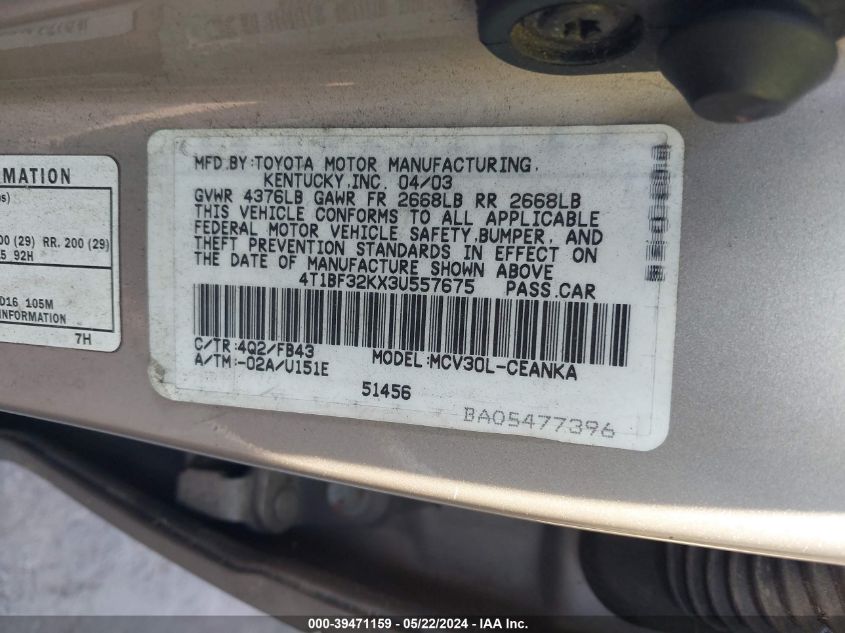 MFD.BY:TOYOTA MOTOR MANUFACTURING,
KENTUCKY,INC. 04/03
GVWR 4376LB GAWR FR 2668LB RR 2668LB
THIS VEHICLE CONFORMS TO ALL APPLICABLE
FEDERAL MOTOR VEHICLE SAFETY,BUMPER, AND
THEFT PREVENTION STANDARDS IN EFFECT ON
THE DATE OF MANUFACTURE SHOWN ABOVE
4T1BF32KX3U557675 PASS.CAR
C/TR:4Q2/FB43
A/TM:-02A/U151E
MODEL:MCV30L-CEANKA
51456
BA05477396
RMATION
s)
00 (29) RR. 200 (29)
5 92H
D16 105M
INFORMATION
7H
000-39471159 - 05/22/2024 - IAA Inc.